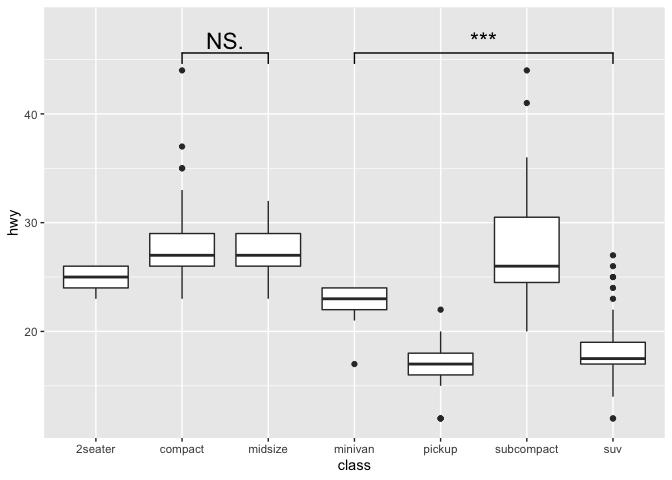 NS. ***
40
30
20
hwy
2seater compact midsize minivan pickup subcompact suv
class